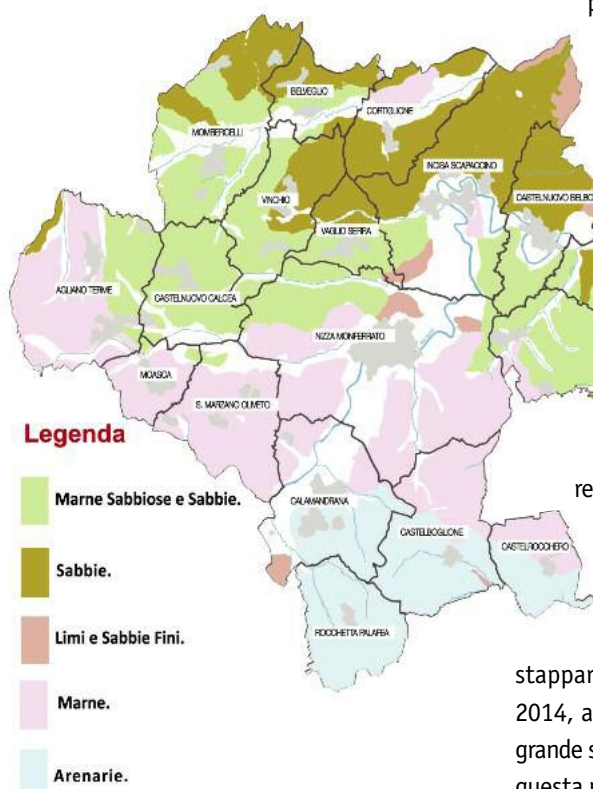 BELVEGLIO
CORTIGLIONE
MOMBERCELLI
INCISA SCAPACCINO
VINCHIO
CASTELNUOVO BELBO
VAGLIO SERRA
AGLIANO TERME
CASTELNUOVO CALCEA
NIZZA MONFERRATO
MOASCA
S. MARZANO OLIVETO
Legenda
Marne Sabbiose e Sabbie.
re
CALAMANDRANA
CASTELBOGLIONE
CASTELROCCHERO
Sabbie.
Limi e Sabbie Fini.
ROCCHETTA PALAFEA
stappar
Marne.
2014, a
grande s
Arenarie.